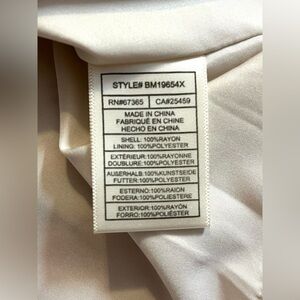 STYLE# BM19654X
RN#67365 CA#25459
MADE IN CHINA
FABRIQUÉ EN CHINE
HECHO EN CHINA
SHELL: 100%RAYON
LINING: 100%POLYESTER
EXTÉRIEUR:100%RAYONNE
DOUBLURE:100%POLYESTER
AUßERHALB:100%KUNSTSEIDE
FUTTER:100%POLYESTER
ESTERNO:100%RAION
FODERA:100%POLIESTERE
EXTERIOR:100%RAYÓN
FORRO:100%POLIÉSTER